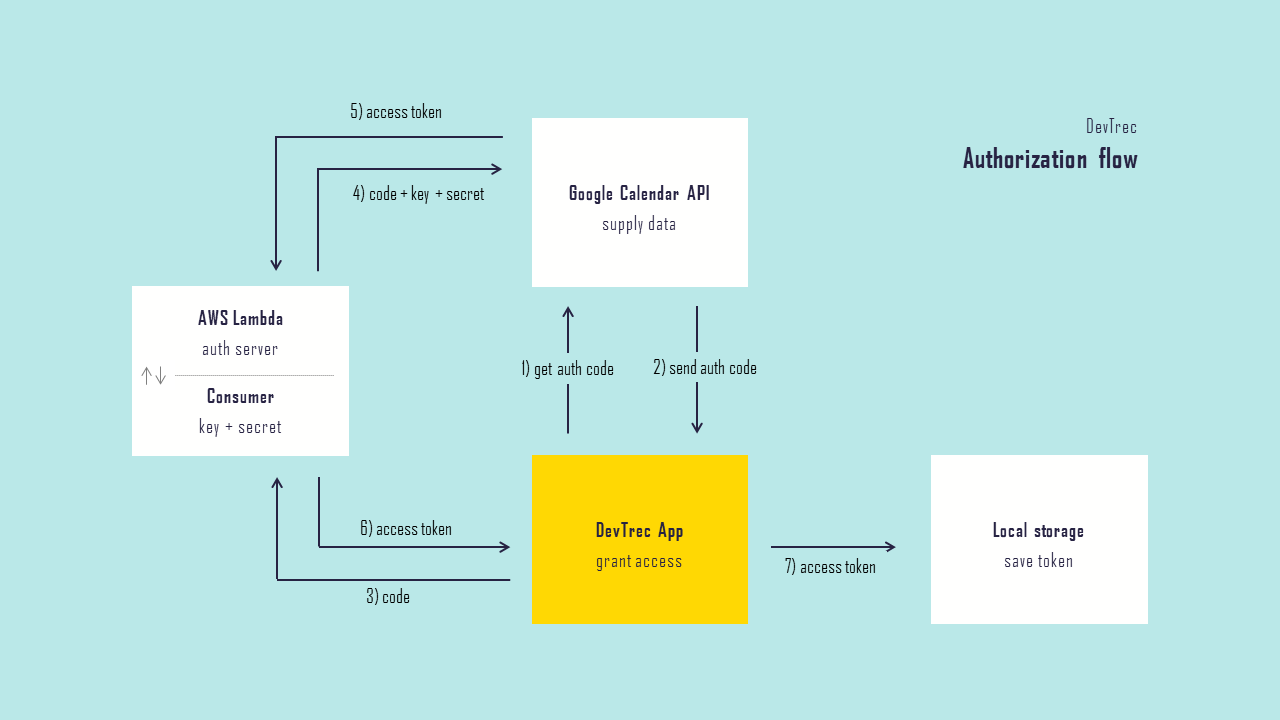 DevTrec
Authorization flow
5) access token
4) code + key + secret
Google Calendar API
supply data
AWS Lambda
auth server
Consumer
key + secret
1) get auth code
2) send auth code
6) access token
3) code
DevTrec App
grant access
7) access token
Local storage
save token